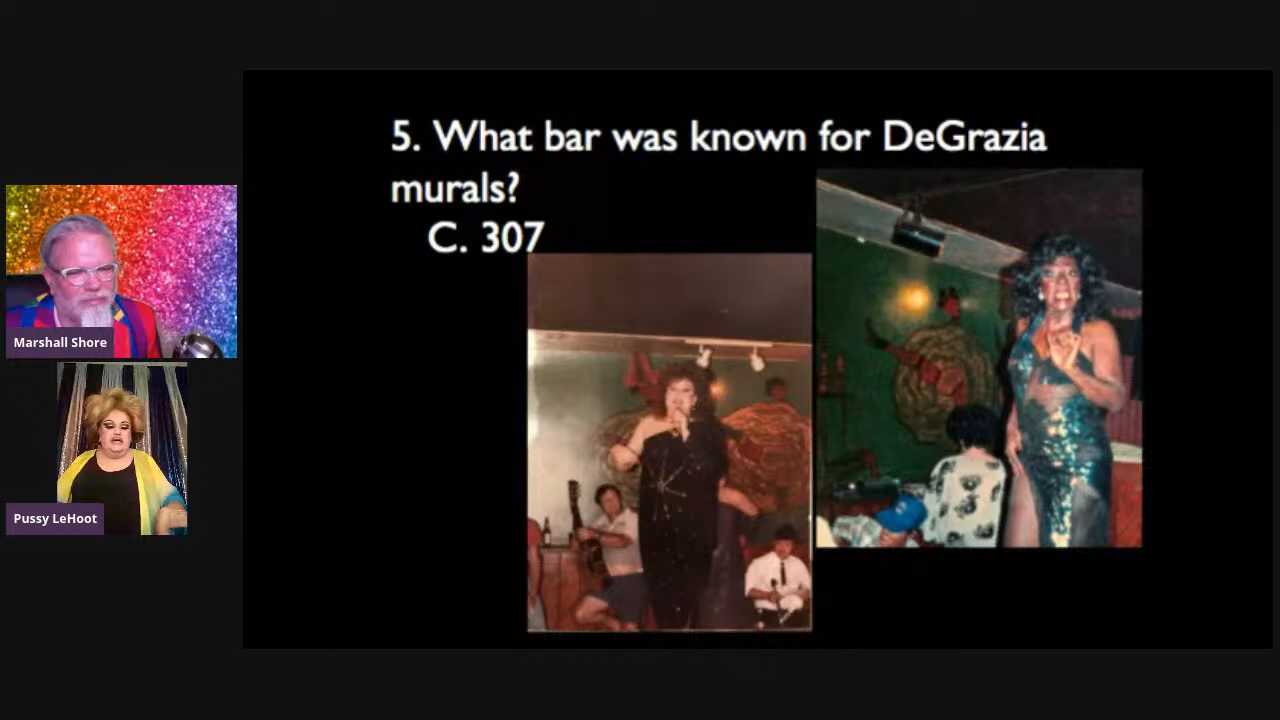 5. What bar was known for DeGrazia
murals?
C. 307
Marshall Shore
Pussy LeHoot